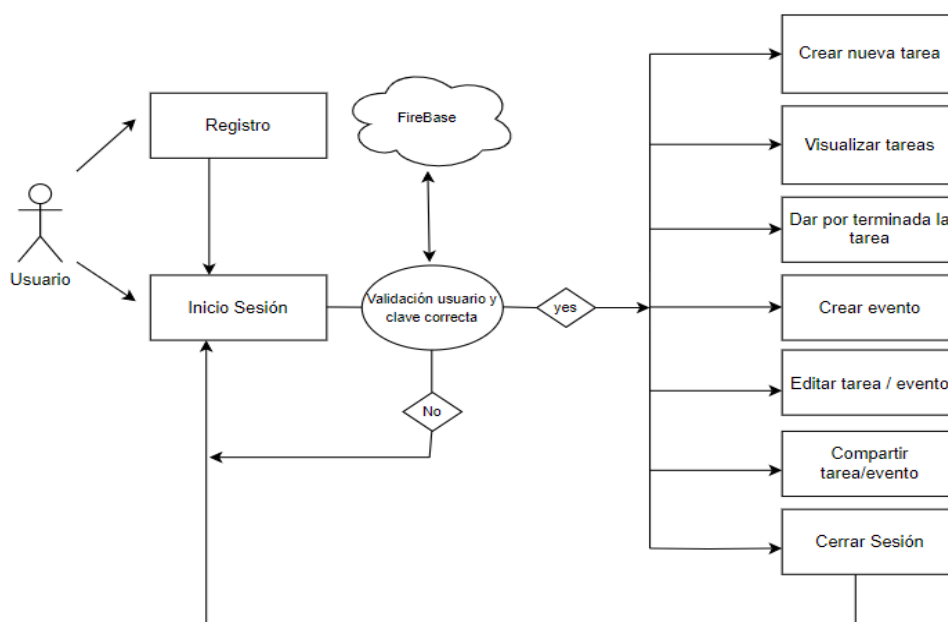 Crear nueva tarea
Registro
FireBase
Visualizar tareas
Dar por terminada la
tarea
Usuario
Inicio Sesión
Validación usuario y
clave correcta
yes
Crear evento
Editar tarea / evento
No
Compartir
tarea/evento
Cerrar Sesión